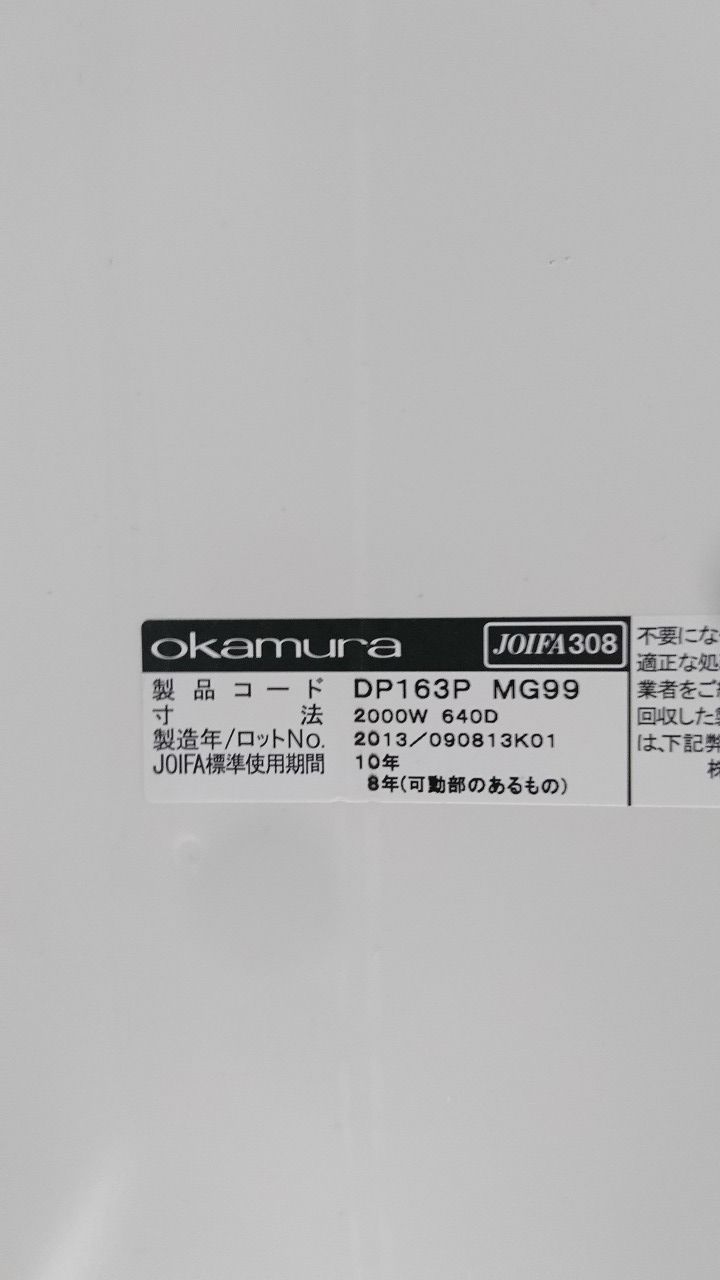 okamura JOIFA308
製品コード DP163P MG99
寸法 2000W 640D
製造年/ロットNo. 2013/090813K01
JOIFA標準使用期間 10年
8年(可動部のあるもの)
不要にな
適正な処
業者をご
回収した
は、下記弊
株